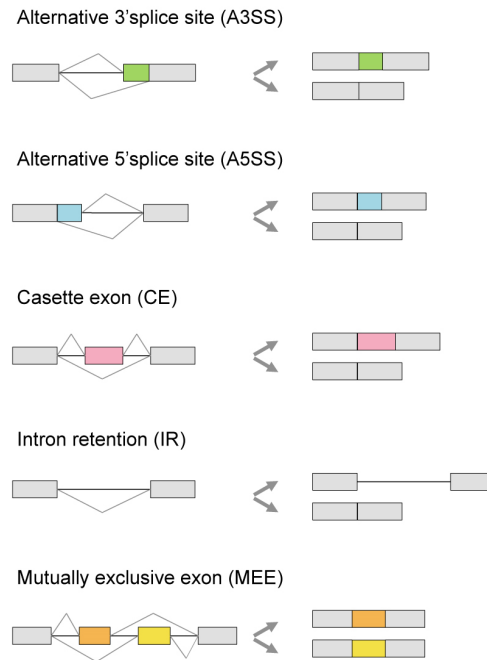 Alternative 3'splice site (A3SS)
Alternative 5'splice site (A5SS)
Casette exon (CE)
Intron retention (IR)
Mutually exclusive exon (MEE)